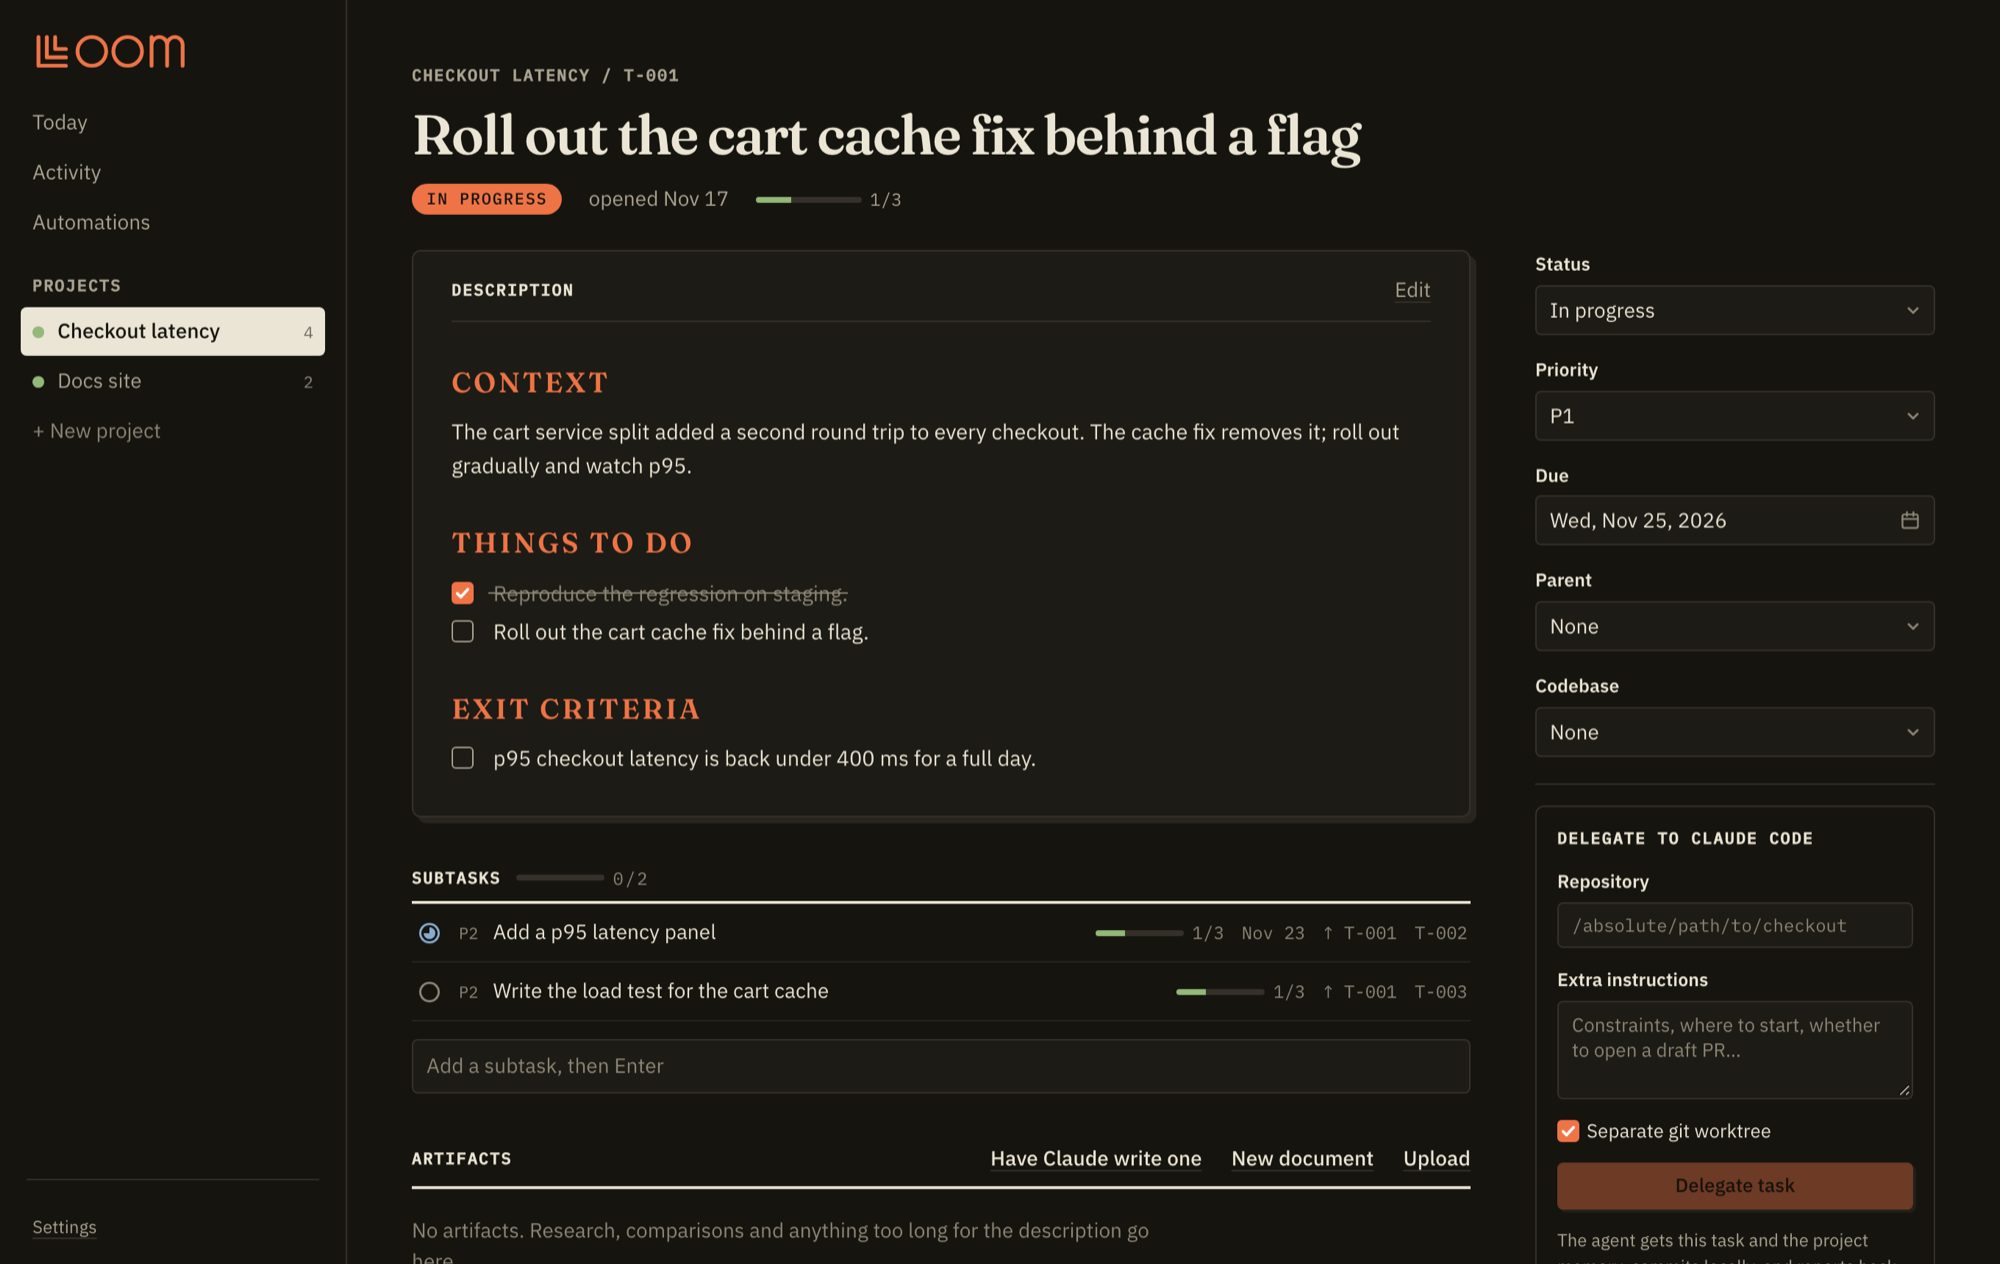 LOOM
Today
Activity
Automations
PROJECTS
Checkout latency 4
Docs site 2
+ New project
Settings
CHECKOUT LATENCY / T-001
Roll out the cart cache fix behind a flag
IN PROGRESS opened Nov 17 1/3
DESCRIPTION Edit
CONTEXT
The cart service split added a second round trip to every checkout. The cache fix removes it; roll out
gradually and watch p95.
THINGS TO DO
Reproduce the regression on staging.
Roll out the cart cache fix behind a flag.
EXIT CRITERIA
p95 checkout latency is back under 400 ms for a full day.
SUBTASKS 0/2
P2 Add a p95 latency panel 1/3 Nov 23 ↑ T-001 T-002
P2 Write the load test for the cart cache 1/3 ↑ T-001 T-003
Add a subtask, then Enter
ARTIFACTS Have Claude write one New document Upload
No artifacts. Research, comparisons and anything too long for the description go
here.
Status
In progress
Priority
P1
Due
Wed, Nov 25, 2026
Parent
None
Codebase
None
DELEGATE TO CLAUDE CODE
Repository
/absolute/path/to/checkout
Extra instructions
Constraints, where to start, whether
to open a draft PR...
Separate git worktree
Delegate task
The agent gets this task and the project